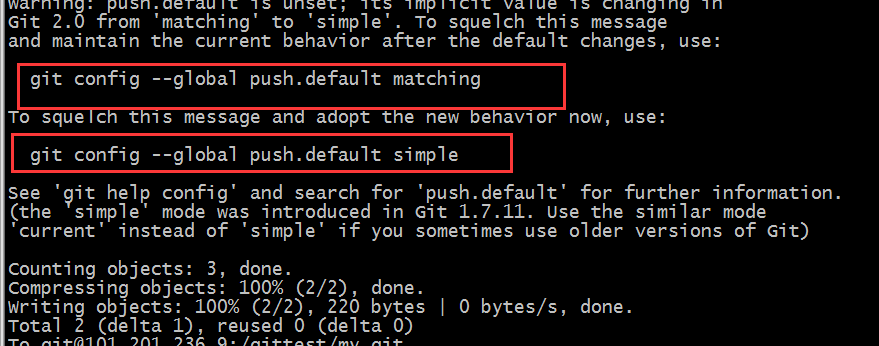 warning: push.default is unset; its implicit value is changing in
Git 2.0 from 'matching' to 'simple'. To squelch this message
and maintain the current behavior after the default changes, use:
git config --global push.default matching
To squelch this message and adopt the new behavior now, use:
git config --global push.default simple
See 'git help config' and search for 'push.default' for further information.
(the 'simple' mode was introduced in Git 1.7.11. Use the similar mode
'current' instead of 'simple' if you sometimes use older versions of Git)
Counting objects: 3, done.
Compressing objects: 100% (2/2), done.
Writing objects: 100% (2/2), 220 bytes | 0 bytes/s, done.
Total 2 (delta 1), reused 0 (delta 0)
To git@101.201.236.9:/gittest/my.git